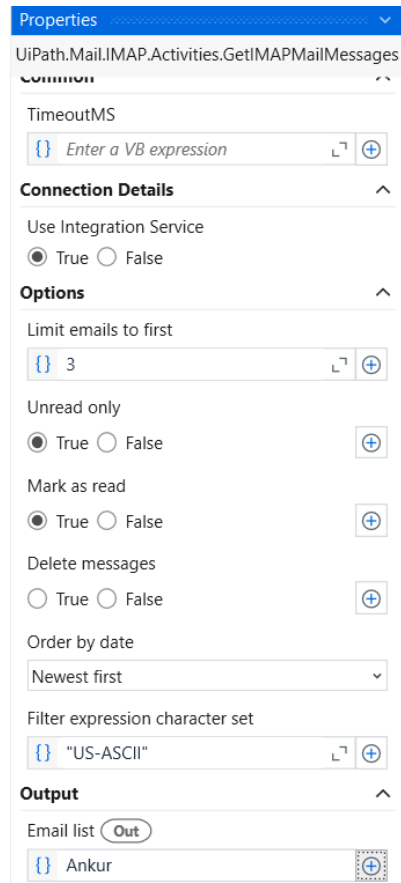 Properties
UiPath.Mail.IMAP.Activities.GetIMAPMailMessages
Common
TimeoutMS
{} Enter a VB expression
Connection Details
Use Integration Service
True False
Options
Limit emails to first
{} 3
Unread only
True False
Mark as read
True False
Delete messages
True False
Order by date
Newest first
Filter expression character set
{} "US-ASCII"
Output
Email list Out
{} Ankur